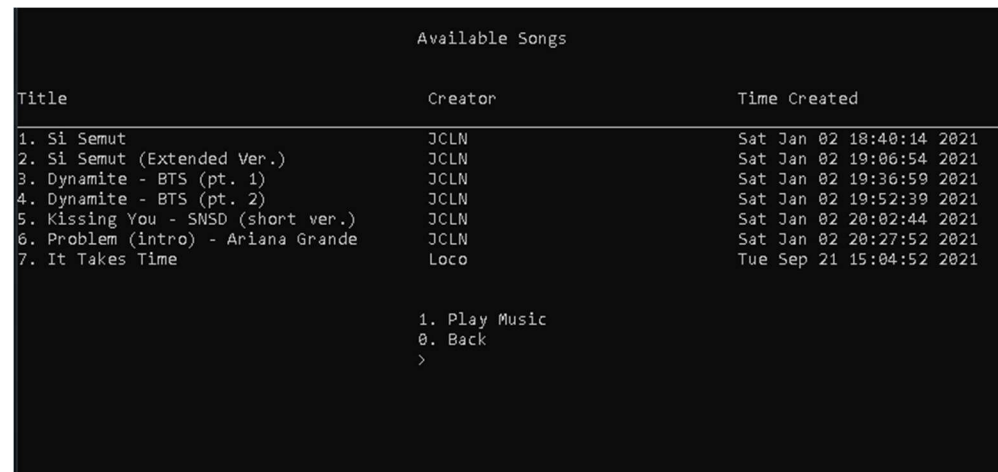 Available Songs
Title Creator Time Created
1. Si Semut JCLN Sat Jan 02 18:40:14 2021
2. Si Semut (Extended Ver.) JCLN Sat Jan 02 19:06:54 2021
3. Dynamite - BTS (pt. 1) JCLN Sat Jan 02 19:36:59 2021
4. Dynamite - BTS (pt. 2) JCLN Sat Jan 02 19:52:39 2021
5. Kissing You - SNSD (short ver.) JCLN Sat Jan 02 20:02:44 2021
6. Problem (intro) - Ariana Grande JCLN Sat Jan 02 20:27:52 2021
7. It Takes Time Loco Tue Sep 21 15:04:52 2021
1. Play Music
0. Back
>